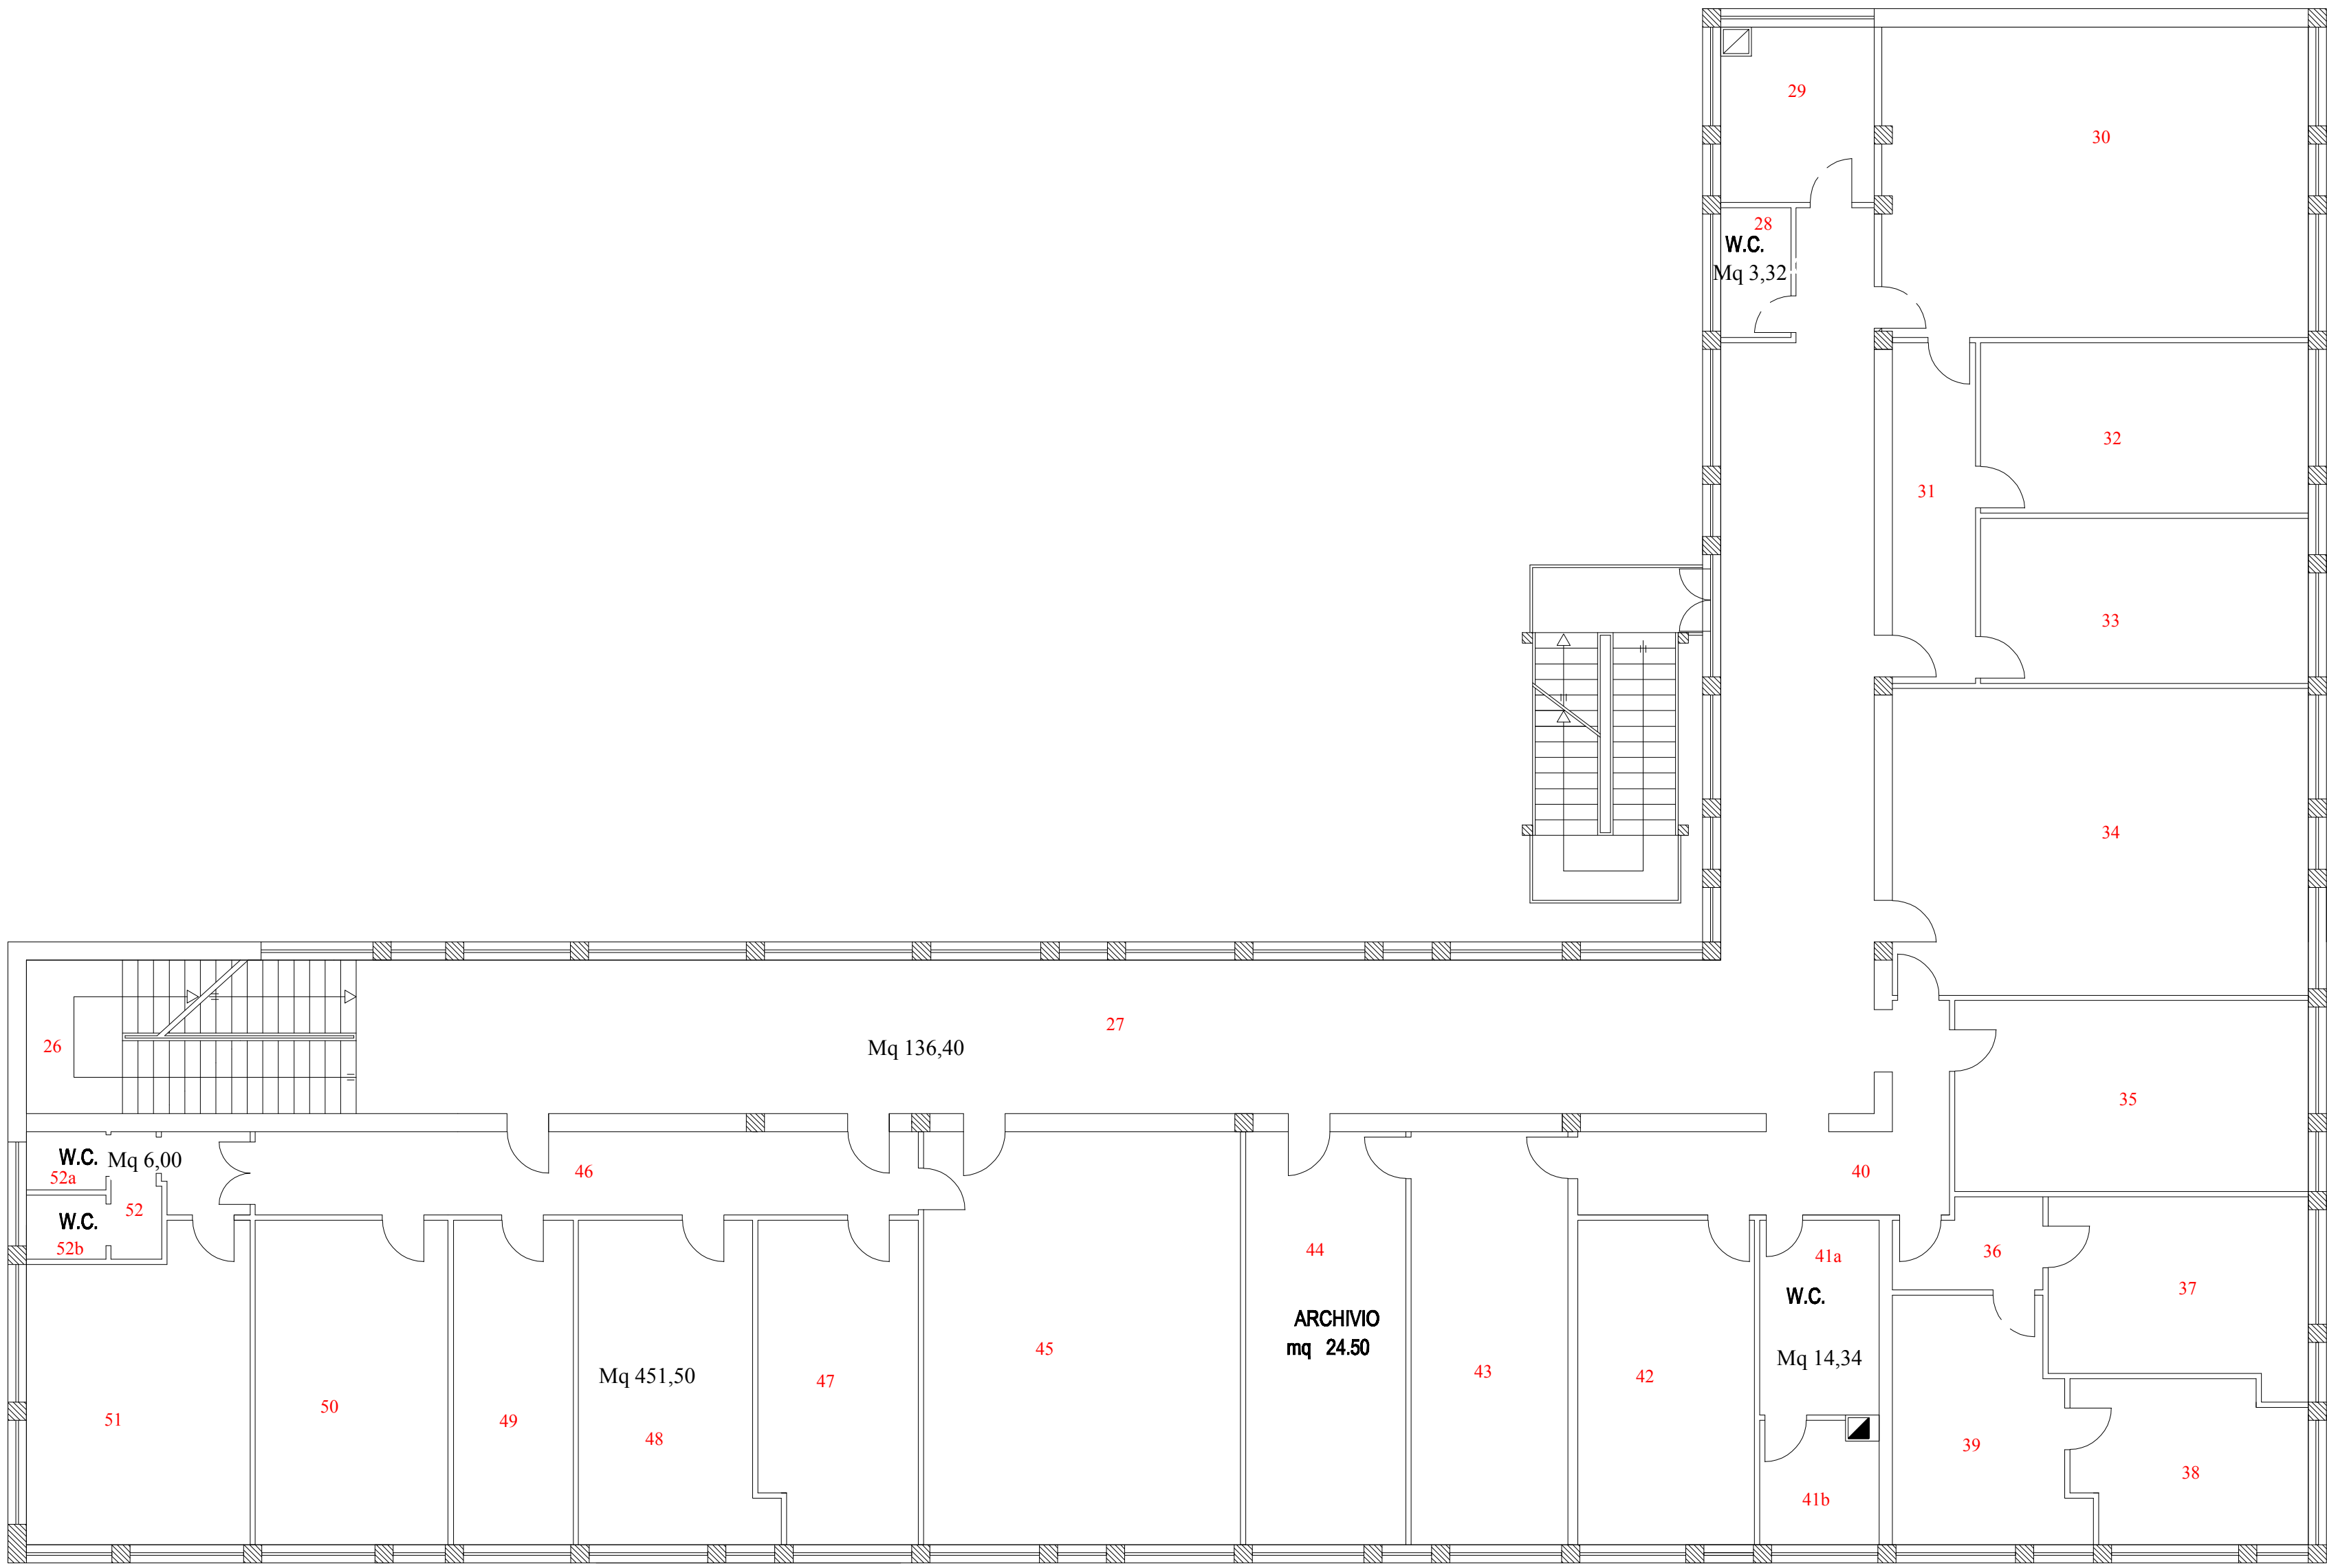 29
30
28
W.C.
Mq 3,32
32
31
33
34
27
26
Mq 136,40
35
W.C.
Mq 6,00
52a
46
40
52
W.C.
52b
44
41a
36
37
W.C.
ARCHIVIO
mq 24.50
45
Mq 14,34
43
42
Mq 451,50
47
50
51
49
48
39
38
41b